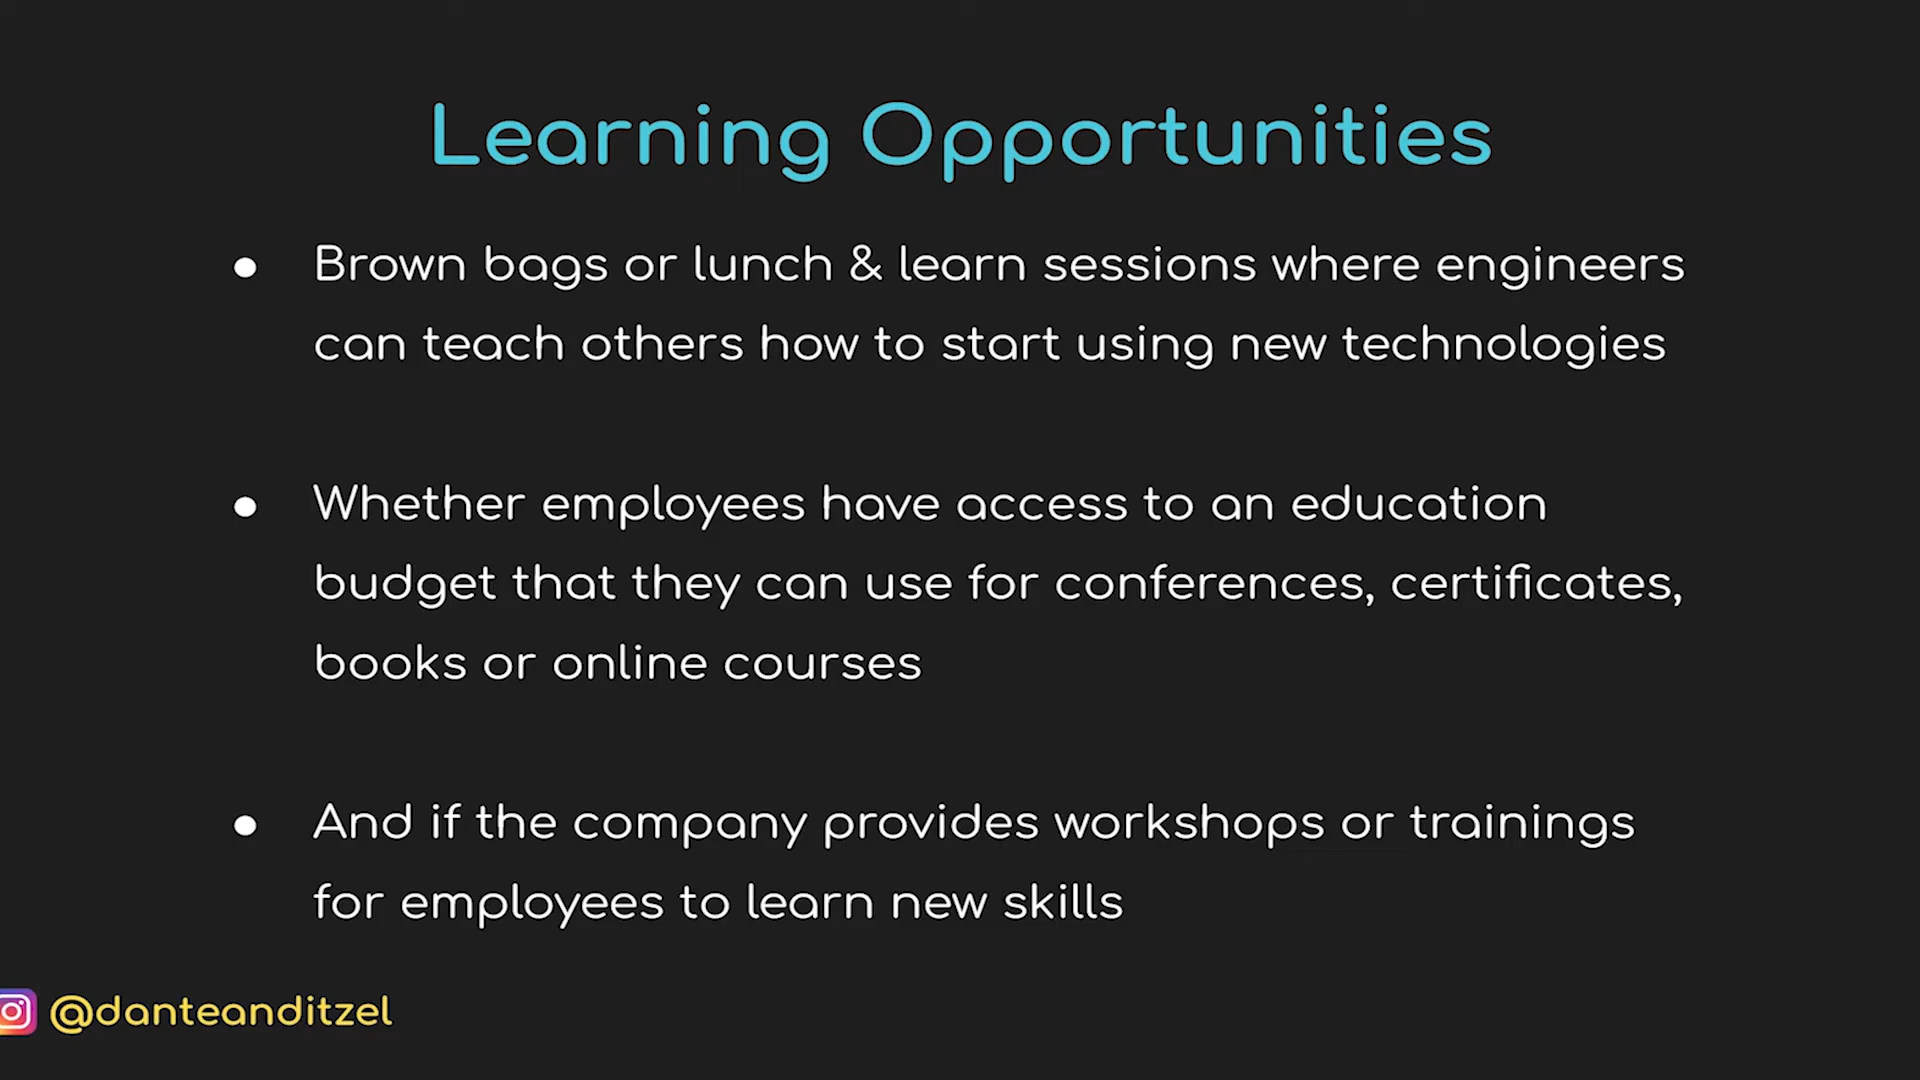 Learning Opportunities
● Brown bags or lunch & learn sessions where engineers
can teach others how to start using new technologies
● Whether employees have access to an education
budget that they can use for conferences, certificates,
books or online courses
● And if the company provides workshops or trainings
for employees to learn new skills
@danteanditzel